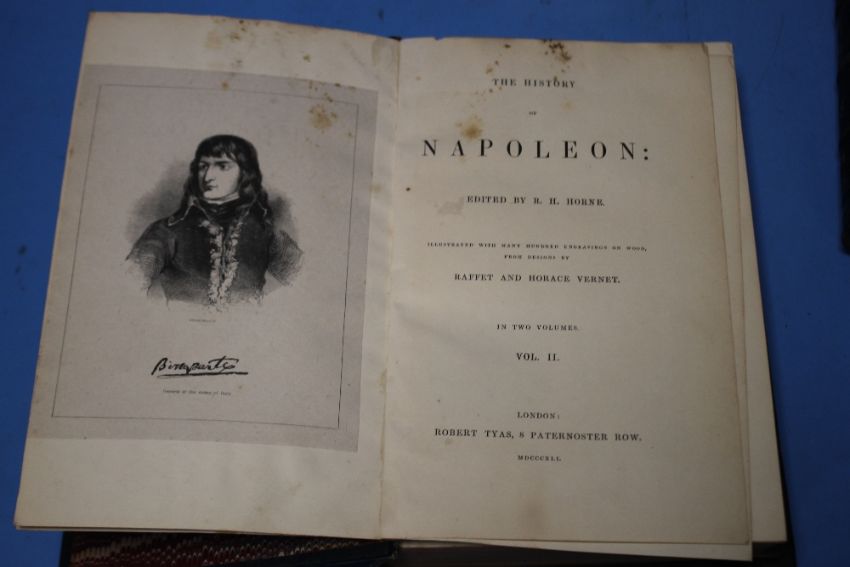 Bonaparte
THE HISTORY
OF
NAPOLEON:
EDITED BY R. H. HORNE.
ILLUSTRATED WITH MANY HUNDRED ENGRAVINGS ON WOOD,
FROM DESIGNS BY
RAFFET AND HORACE VERNET.
IN TWO VOLUMES.
VOL. II.
LONDON:
ROBERT TYAS, 8 PATERNOSTER ROW.
MDCCCXLI.